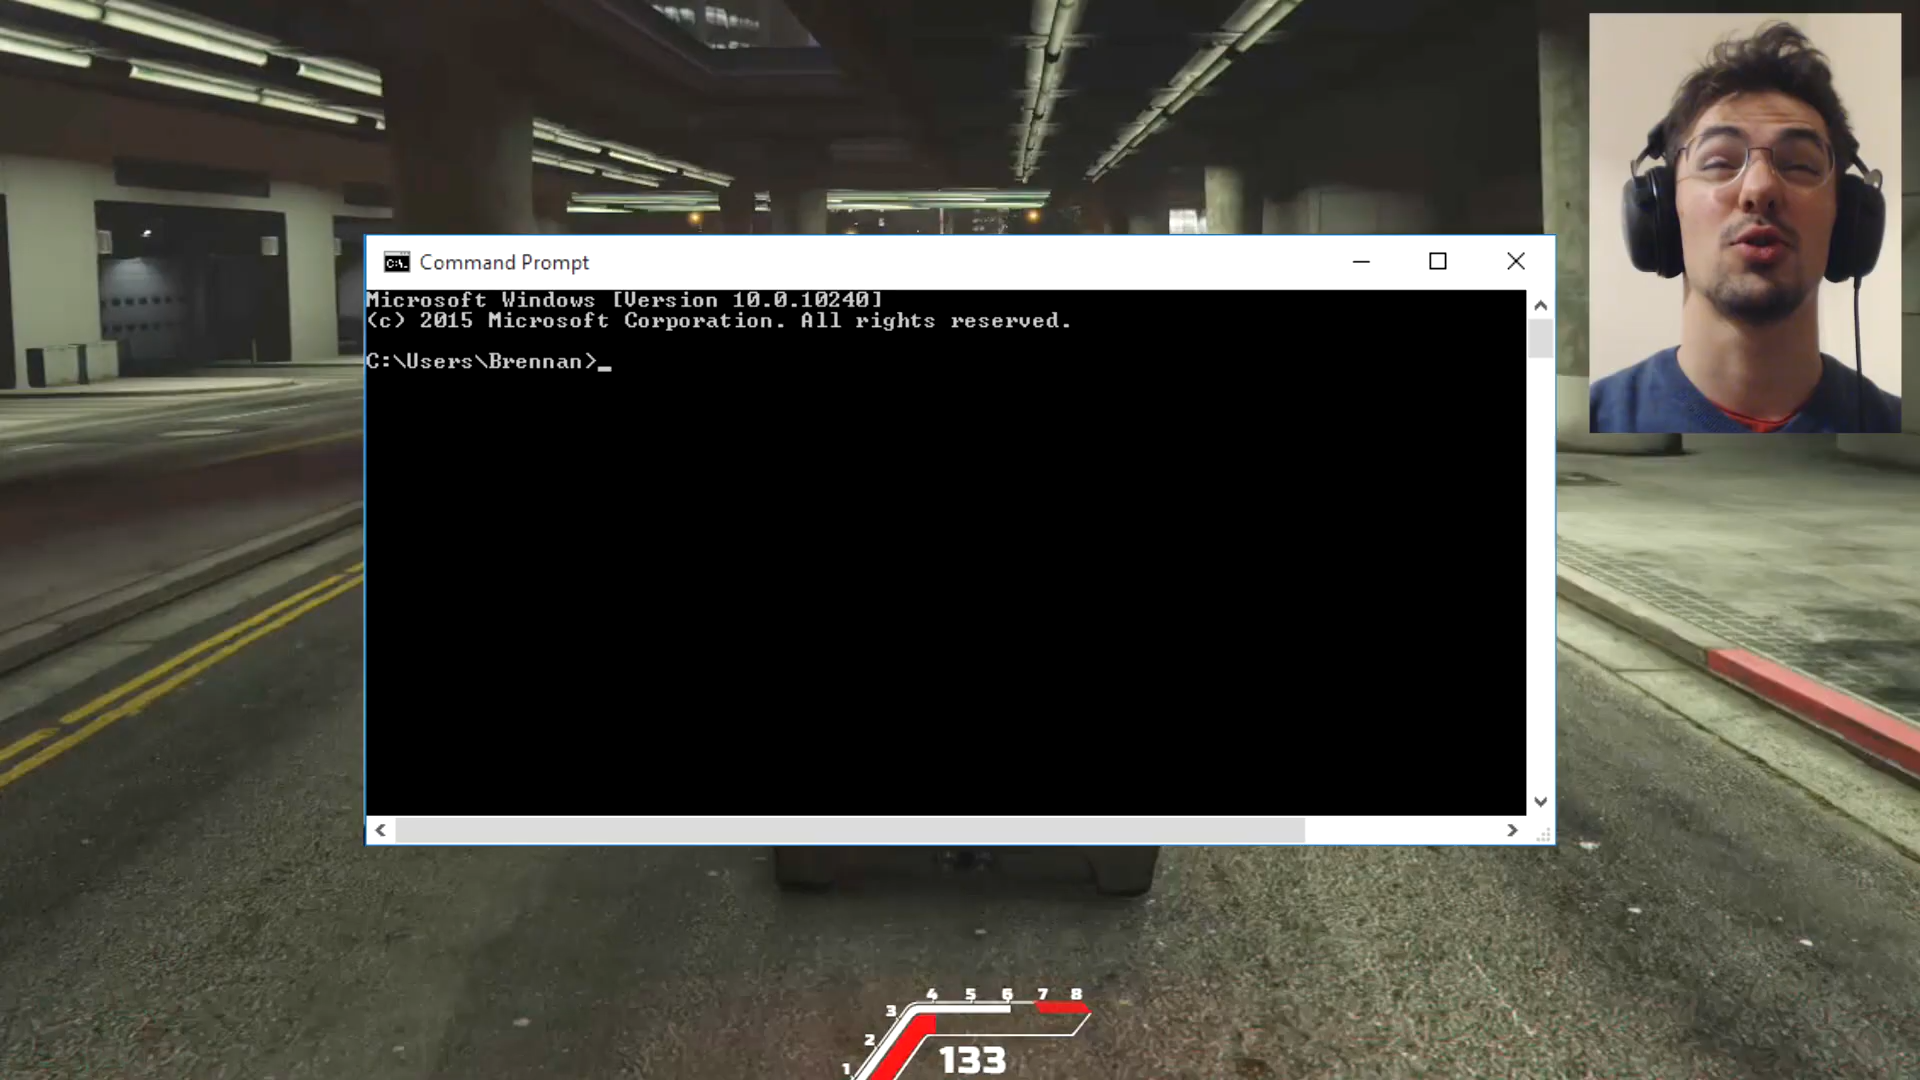 Command Prompt
Microsoft Windows [Version 10.0.10240]
(c) 2015 Microsoft Corporation. All rights reserved.
C:\Users\Brennan>_
1 2 3 4 5 6 7 8
133